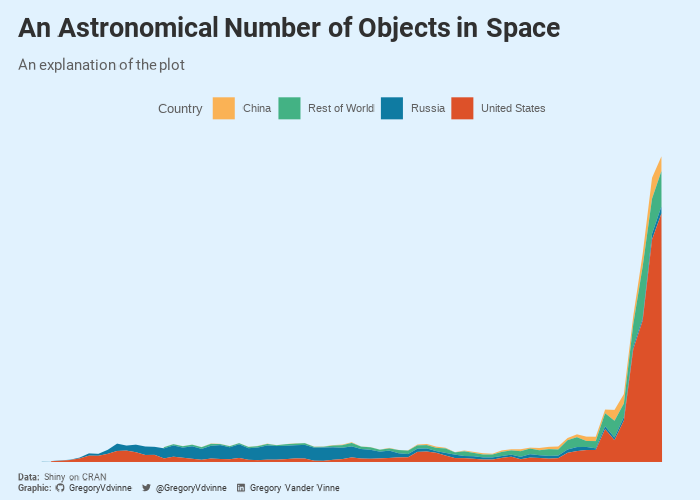 An Astronomical Number of Objects in Space
An explanation of the plot
Country China Rest of World Russia United States
Data: Shiny on CRAN
Graphic: GregoryVdvinne @GregoryVdvinne Gregory Vander Vinne